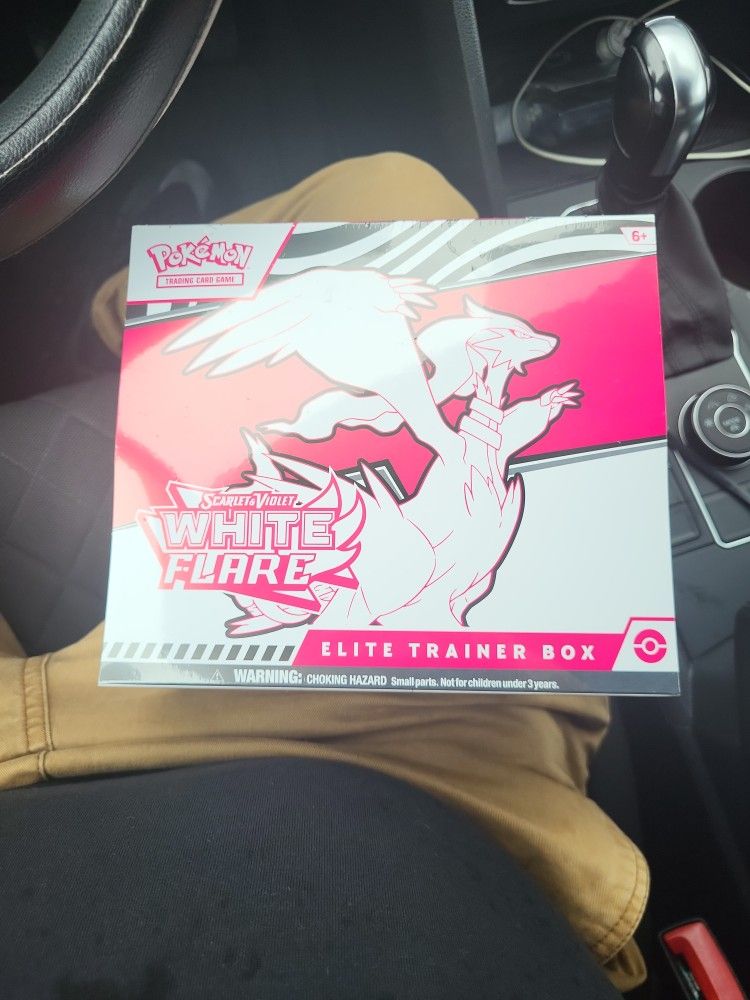 POKéMON
TRADING CARD GAME
6+
SCARLET & VIOLET
WHITE
FLARE
ELITE TRAINER BOX
WARNING: CHOKING HAZARD Small parts. Not for children under 3 years.